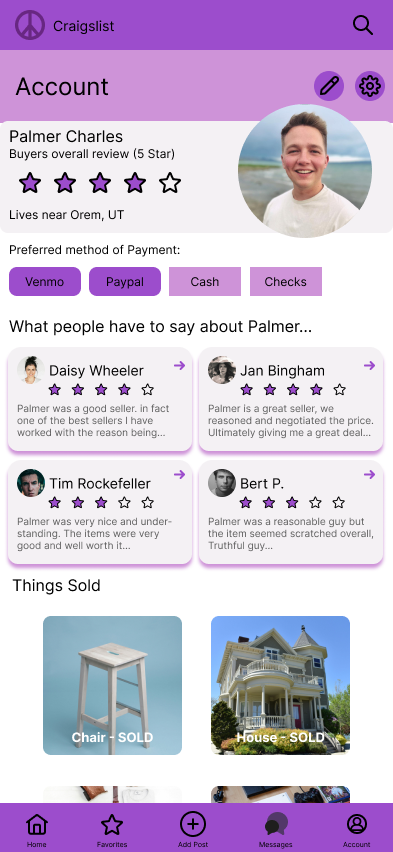 Craigslist
Account
Palmer Charles
Buyers overall review (5 Star)
Lives near Orem, UT
Preferred method of Payment:
Venmo
Paypal
Cash
Checks
What people have to say about Palmer...
Daisy Wheeler
Palmer was a good seller. in fact
one of the best sellers I have
worked with the reason being...
Jan Bingham
Palmer is a great seller, we
reasoned and negotiated the price.
Ultimately giving me a great deal...
Tim Rockefeller
Palmer was very nice and under-
standing. The items were very
good and well worth it...
Bert P.
Palmer was a reasonable guy but
the item seemed scratched overall,
Truthful guy...
Things Sold
Chair - SOLD
House - SOLD
Home
Favorites
Add Post
Messages
Account